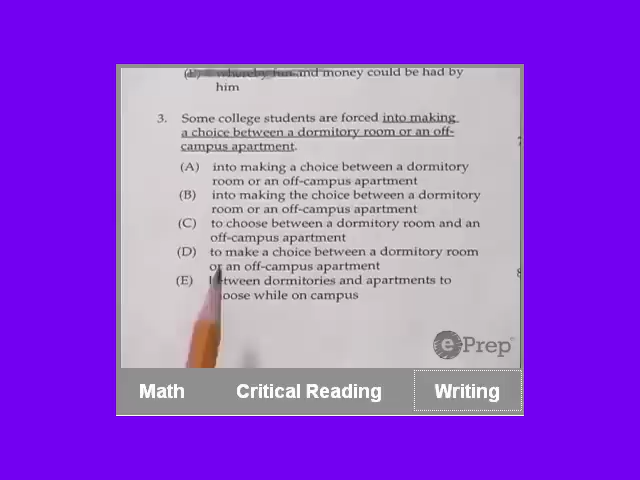 (E) whereby fun and money could be had by
him
3. Some college students are forced into making
a choice between a dormitory room or an off-
campus apartment.
(A) into making a choice between a dormitory
room or an off-campus apartment
(B) into making the choice between a dormitory
room or an off-campus apartment
(C) to choose between a dormitory room and an
off-campus apartment
(D) to make a choice between a dormitory room
or an off-campus apartment
(E) between dormitories and apartments to
oose while on campus
ePrep
Math Critical Reading Writing